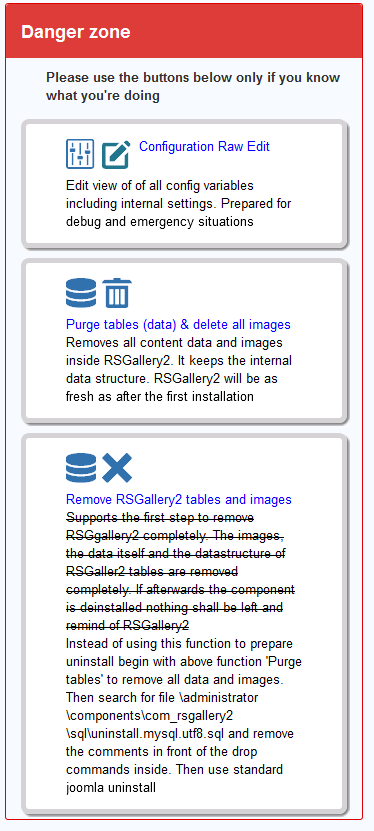 Danger zone
Please use the buttons below only if you know
what you're doing
Configuration Raw Edit
Edit view of of all config variables
including internal settings. Prepared for
debug and emergency situations
Purge tables (data) & delete all images
Removes all content data and images
inside RSGallery2. It keeps the internal
data structure. RSGallery2 will be as
fresh as after the first installation
Remove RSGallery2 tables and images
Supports the first step to remove
RSGgallery2 completely. The images,
the data itself and the datastructure of
RSGaller2 tables are removed
completely. If afterwards the component
is deinstalled nothing shall be left and
remind of RSGallery2
Instead of using this function to prepare
uninstall begin with above function 'Purge
tables' to remove all data and images.
Then search for file \administrator
\components\com_rsgallery2
\sql\uninstall.mysql.utf8.sql and remove
the comments in front of the drop
commands inside. Then use standard
joomla uninstall